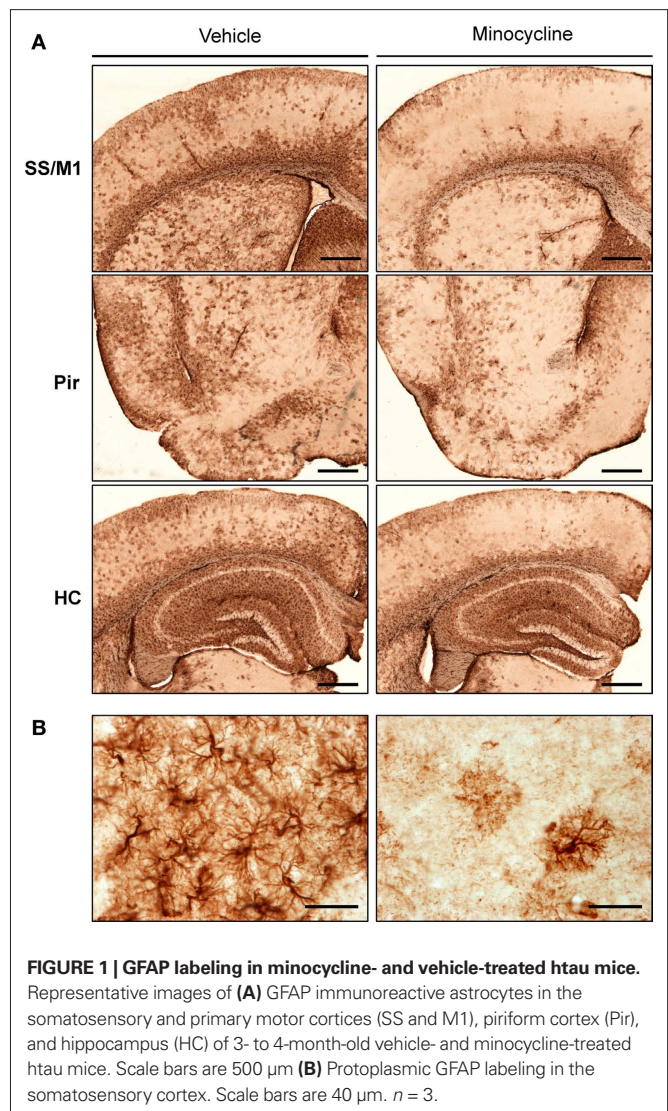 A
Vehicle
Minocycline
SS/M1
Pir
HC
B
FIGURE 1 | GFAP labeling in minocycline- and vehicle-treated htau mice.
Representative images of (A) GFAP immunoreactive astrocytes in the
somatosensory and primary motor cortices (SS and M1), piriform cortex (Pir),
and hippocampus (HC) of 3- to 4-month-old vehicle- and minocycline-treated
htau mice. Scale bars are 500 μm (B) Protoplasmic GFAP labeling in the
somatosensory cortex. Scale bars are 40 μm. n = 3.